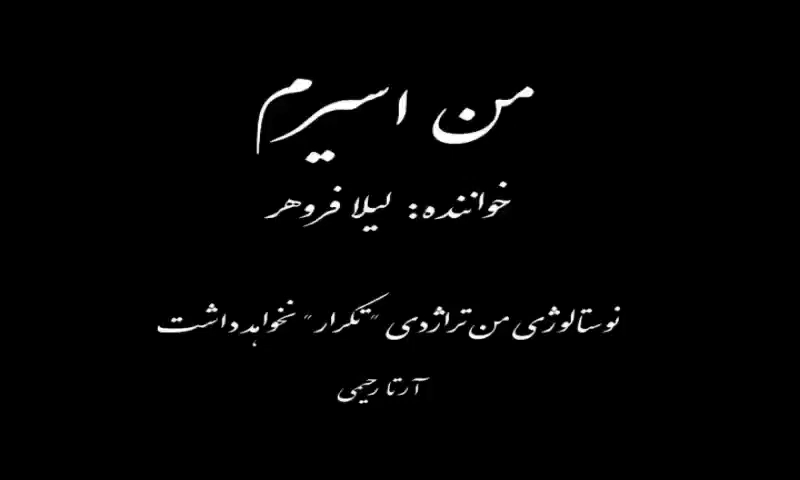 من اسیرم
خواننده: لیلا فروهر
نوستالوژی من تراژدی "تکرار" نخواهد داشت
آرتا رحیمی